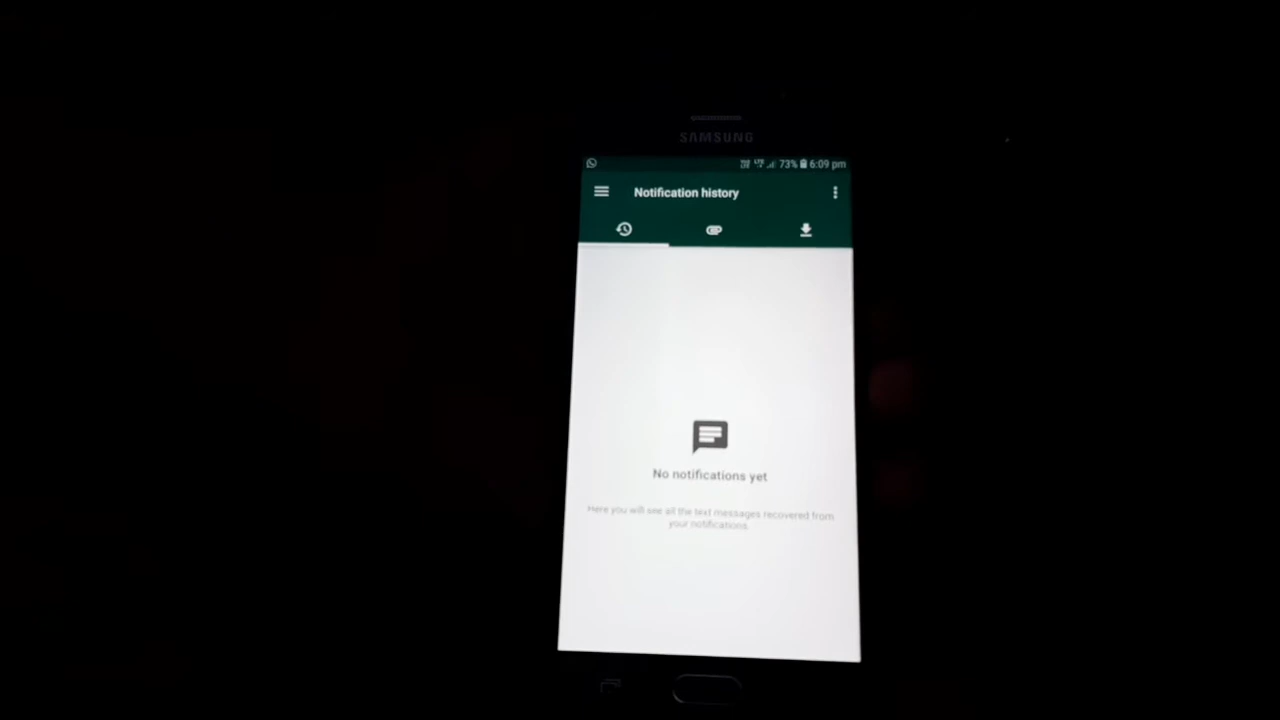 SAMSUNG
73% 6:09 pm
Notification history
No notifications yet
Here you will see all the text messages recovered from
your notifications.